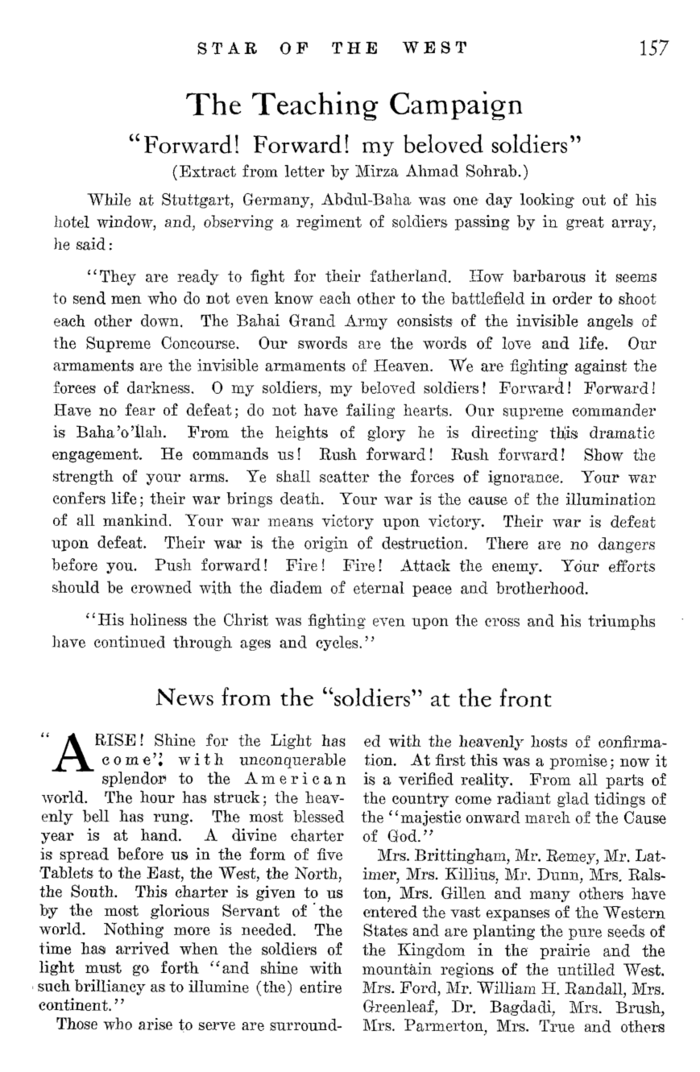 STAR OF THE WEST 157
The Teaching Campaign
“Forward! Forward! my beloved soldiers”
(Extract from letter by Mirza Ahmad Sohrab.)
While at Stuttgart, Germany, Abdul-Baha was one day looking out of his
hotel window, and, observing a regiment of soldiers passing by in great array,
he said:
“They are ready to fight for their fatherland. How barbarous it seems
to send men who do not even know each other to the battlefield in order to shoot
each other down. The Bahai Grand Army consists of the invisible angels of
the Supreme Concourse. Our swords are the words of love and life. Our
armaments are the invisible armaments of Heaven. We are fighting against the
forces of darkness. O my soldiers, my beloved soldiers! Forward! Forward!
Have no fear of defeat; do not have failing hearts. Our supreme commander
is Baha’o’llah. From the heights of glory he is directing this dramatic
engagement. He commands us! Rush forward! Rush forward! Show the
strength of your arms. Ye shall scatter the forces of ignorance. Your war
confers life; their war brings death. Your war is the cause of the illumination
of all mankind. Your war means victory upon victory. Their war is defeat
upon defeat. Their war is the origin of destruction. There are no dangers
before you. Push forward! Fire! Fire! Attack the enemy. Your efforts
should be crowned with the diadem of eternal peace and brotherhood.
“His holiness the Christ was fighting even upon the cross and his triumphs
have continued through ages and cycles.”
News from the “soldiers” at the front
“ARISE! Shine for the Light has
come”; with unconquerable
splendor to the American
world. The hour has struck; the heav-
enly bell has rung. The most blessed
year is at hand. A divine charter
is spread before us in the form of five
Tablets to the East, the West, the North,
the South. This charter is given to us
by the most glorious Servant of the
world. Nothing more is needed. The
time has arrived when the soldiers of
light must go forth “and shine with
such brilliancy as to illumine (the) entire
continent.”
Those who arise to serve are surround-
ed with the heavenly hosts of confirma-
tion. At first this was a promise; now it
is a verified reality. From all parts of
the country come radiant glad tidings of
the “majestic onward march of the Cause
of God.”
Mrs. Brittingham, Mr. Remey, Mr. Lat-
imer, Mrs. Killius, Mr. Dunn, Mrs. Rals-
ton, Mrs. Gillen and many others have
entered the vast expanses of the Western
States and are planting the pure seeds of
the Kingdom in the prairie and the
mountain regions of the untilled West.
Mrs. Ford, Mr. William H. Randall, Mrs.
Greenleaf, Dr. Bagdadi, Mrs. Brush,
Mrs. Parmerton, Mrs. True and others